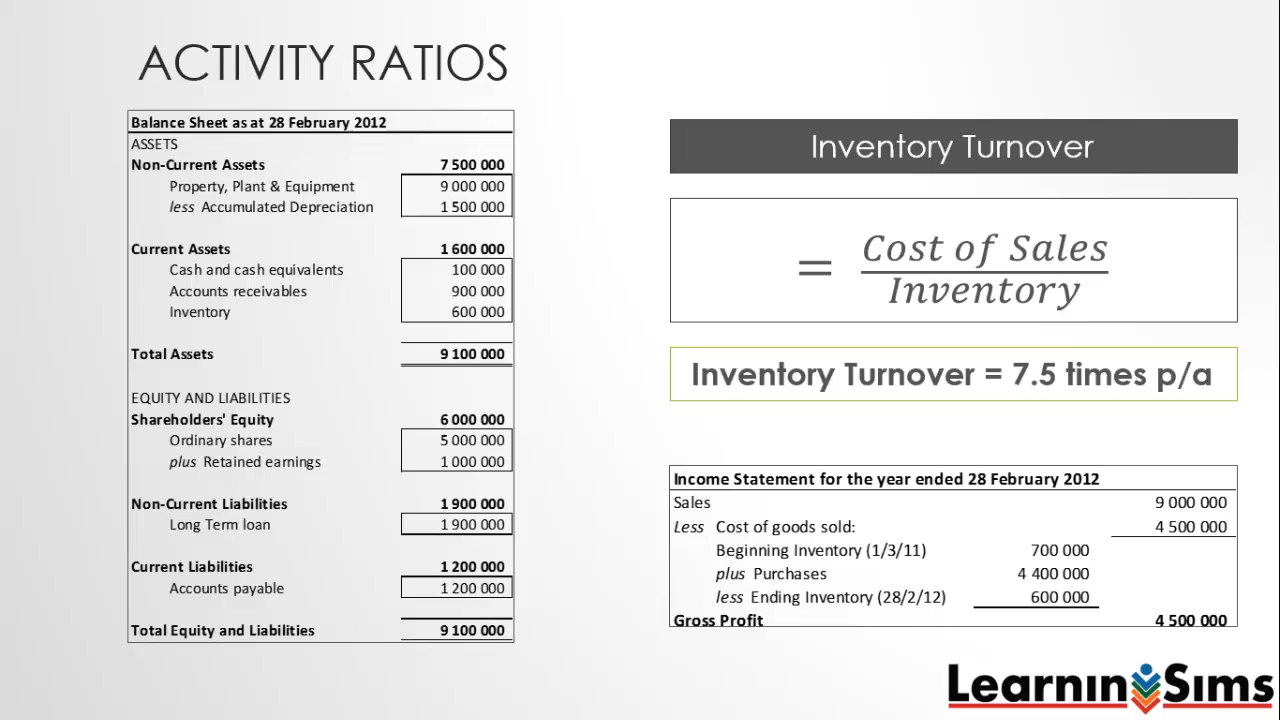 ACTIVITY RATIOS
Balance Sheet as at 28 February 2012
ASSETS
Non-Current Assets 7 500 000
Property, Plant & Equipment 9 000 000
less Accumulated Depreciation 1 500 000
Current Assets 1 600 000
Cash and cash equivalents 100 000
Accounts receivables 900 000
Inventory 600 000
Total Assets 9 100 000
EQUITY AND LIABILITIES
Shareholders' Equity 6 000 000
Ordinary shares 5 000 000
plus Retained earnings 1 000 000
Non-Current Liabilities 1 900 000
Long Term loan 1 900 000
Current Liabilities 1 200 000
Accounts payable 1 200 000
Total Equity and Liabilities 9 100 000
Inventory Turnover
= Cost of Sales
Inventory
Inventory Turnover = 7.5 times p/a
Income Statement for the year ended 28 February 2012
Sales 9 000 000
Less Cost of goods sold: 4 500 000
Beginning Inventory (1/3/11) 700 000
plus Purchases 4 400 000
less Ending Inventory (28/2/12) 600 000
Gross Profit 4 500 000
Learnin Sims